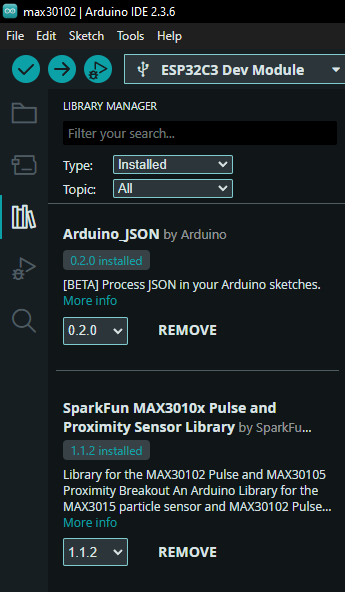 max30102 | Arduino IDE 2.3.6
File Edit Sketch Tools Help
ESP32C3 Dev Module
LIBRARY MANAGER
Filter your search...
Type: Installed
Topic: All
Arduino_JSON by Arduino
0.2.0 installed
[BETA] Process JSON in your Arduino sketches.
More info
0.2.0 REMOVE
SparkFun MAX3010x Pulse and
Proximity Sensor Library by SparkFu...
1.1.2 installed
Library for the MAX30102 Pulse and MAX30105
Proximity Breakout An Arduino Library for the
MAX3015 particle sensor and MAX30102 Pulse...
More info
1.1.2 REMOVE